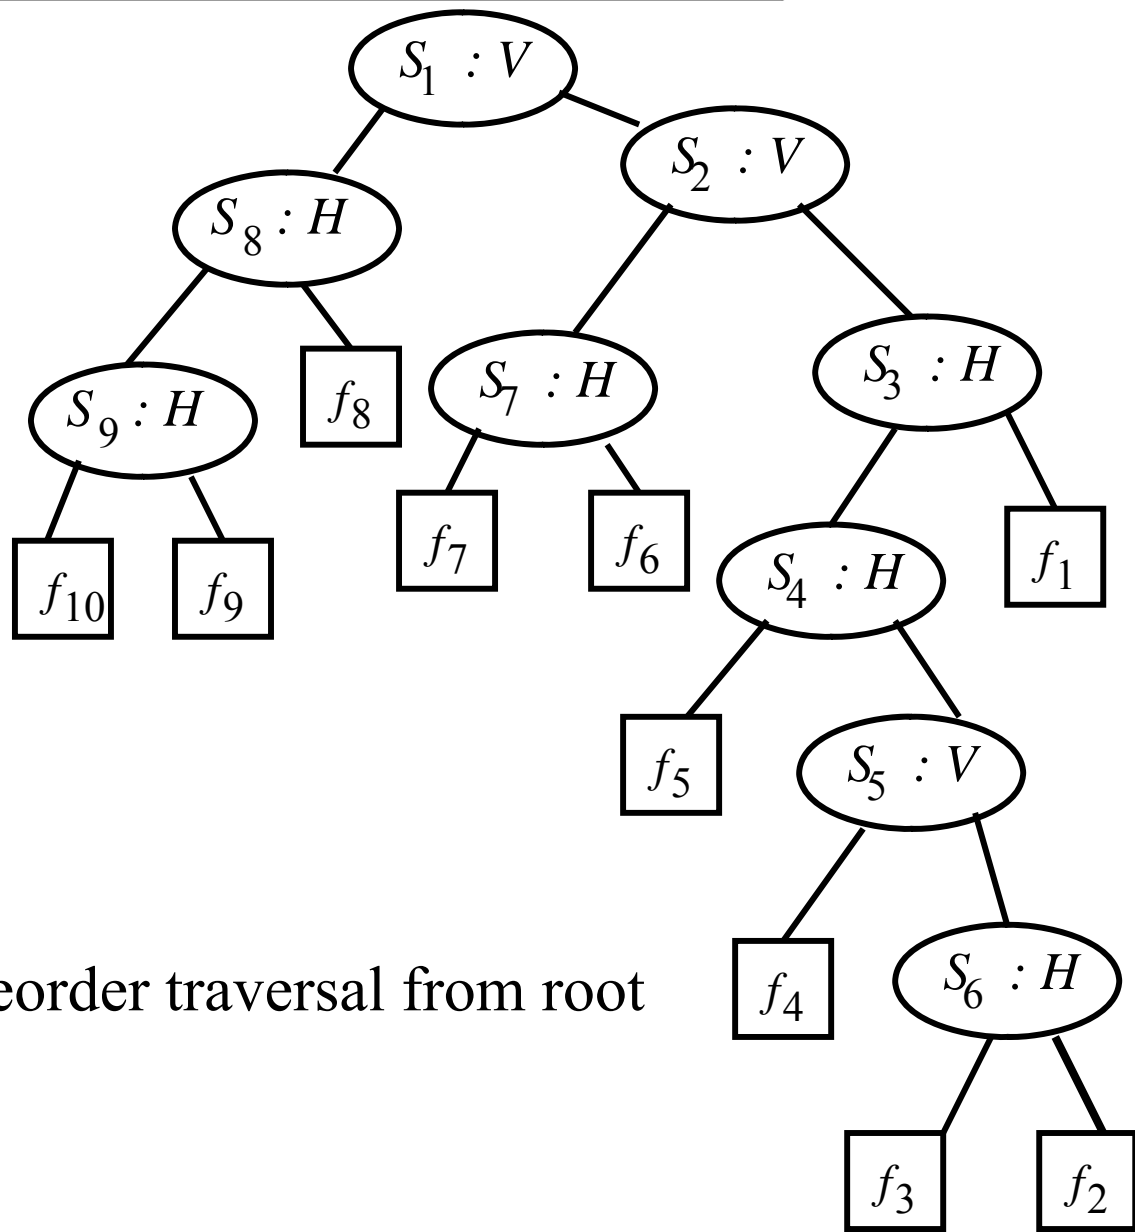 S1 : V
S2 : V
S8 : H
S7 : H
S3 : H
S9 : H
f8
f7
f6
f1
S4 : H
f10
f9
f5
S5 : V
eorder traversal from root
f4
S6 : H
f3
f2